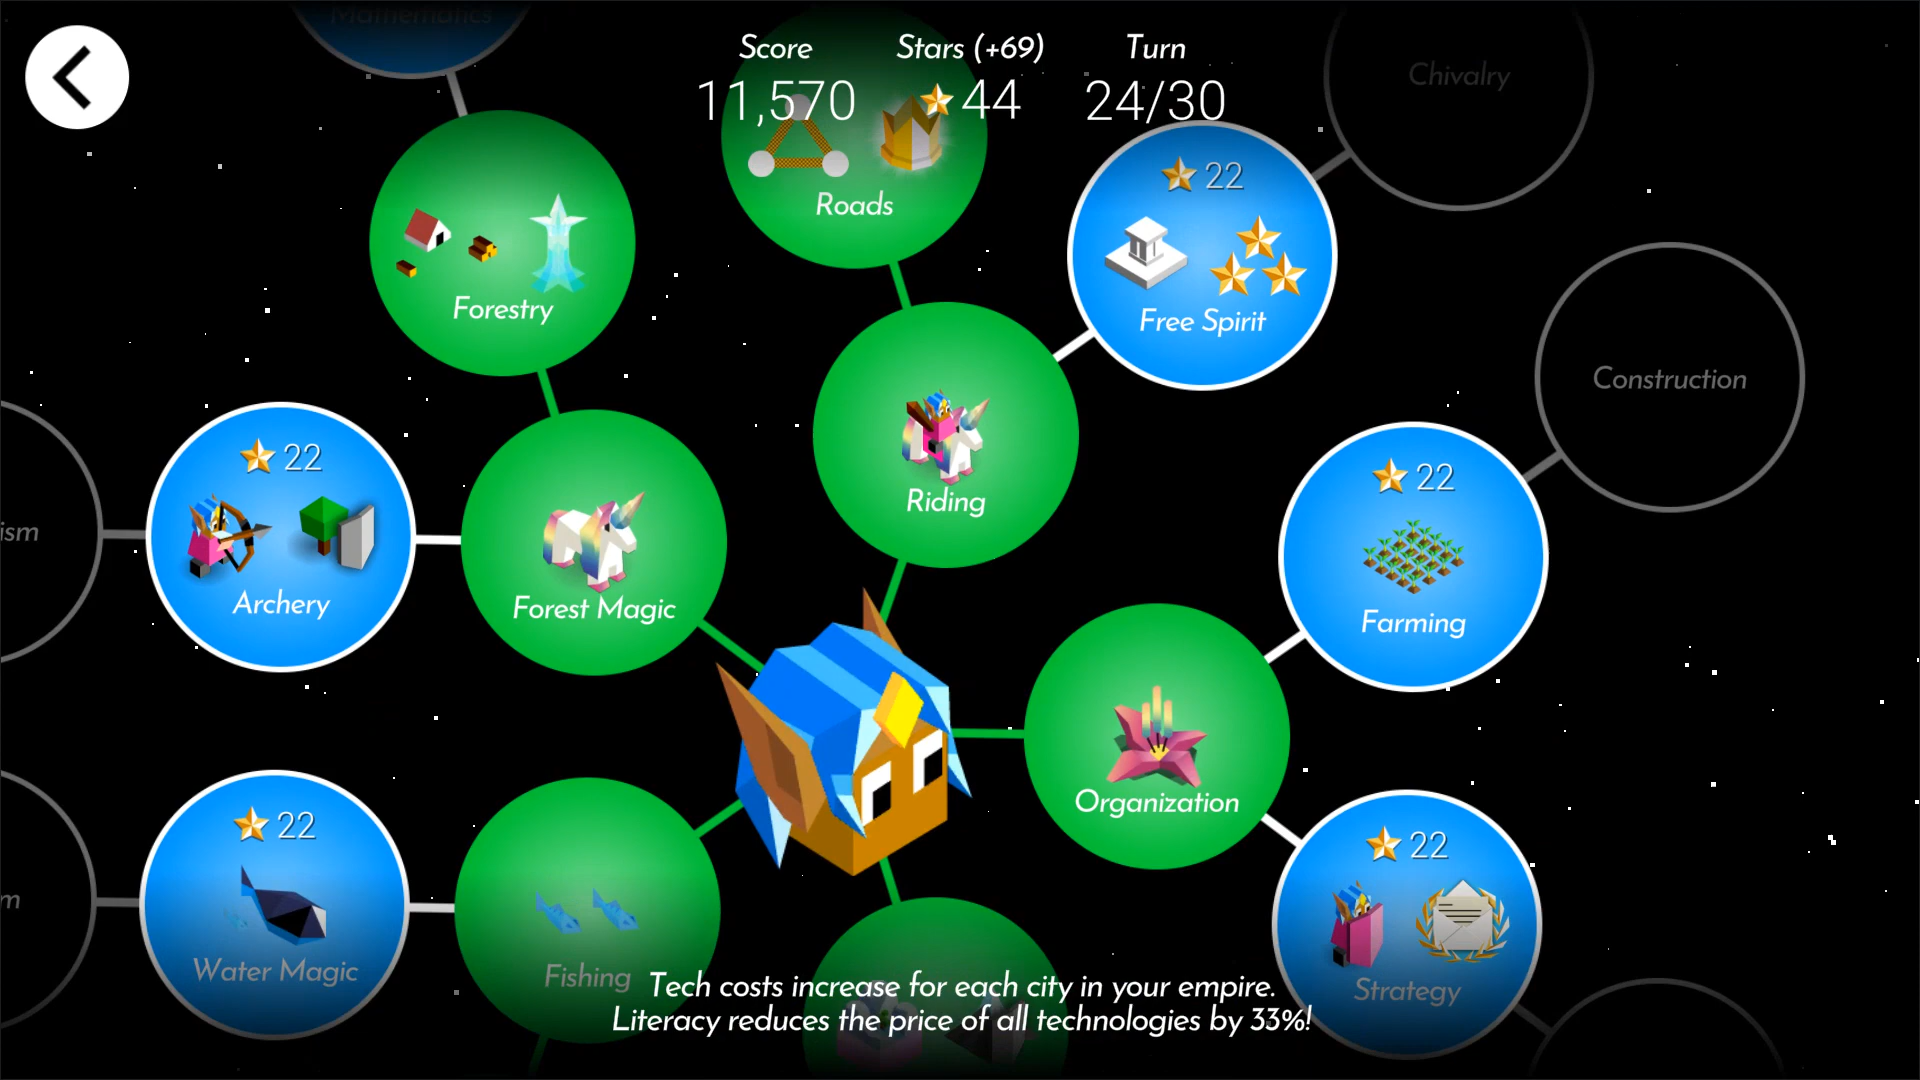 Mathematics
Score
Stars (+69)
Turn
11,570
44
24/30
Chivalry
Roads
22
Free Spirit
Forestry
Construction
22
Archery
Forest Magic
Riding
22
Farming
ism
Organization
22
Water Magic
Fishing
22
Strategy
m
Tech costs increase for each city in your empire.
Literacy reduces the price of all technologies by 33%!